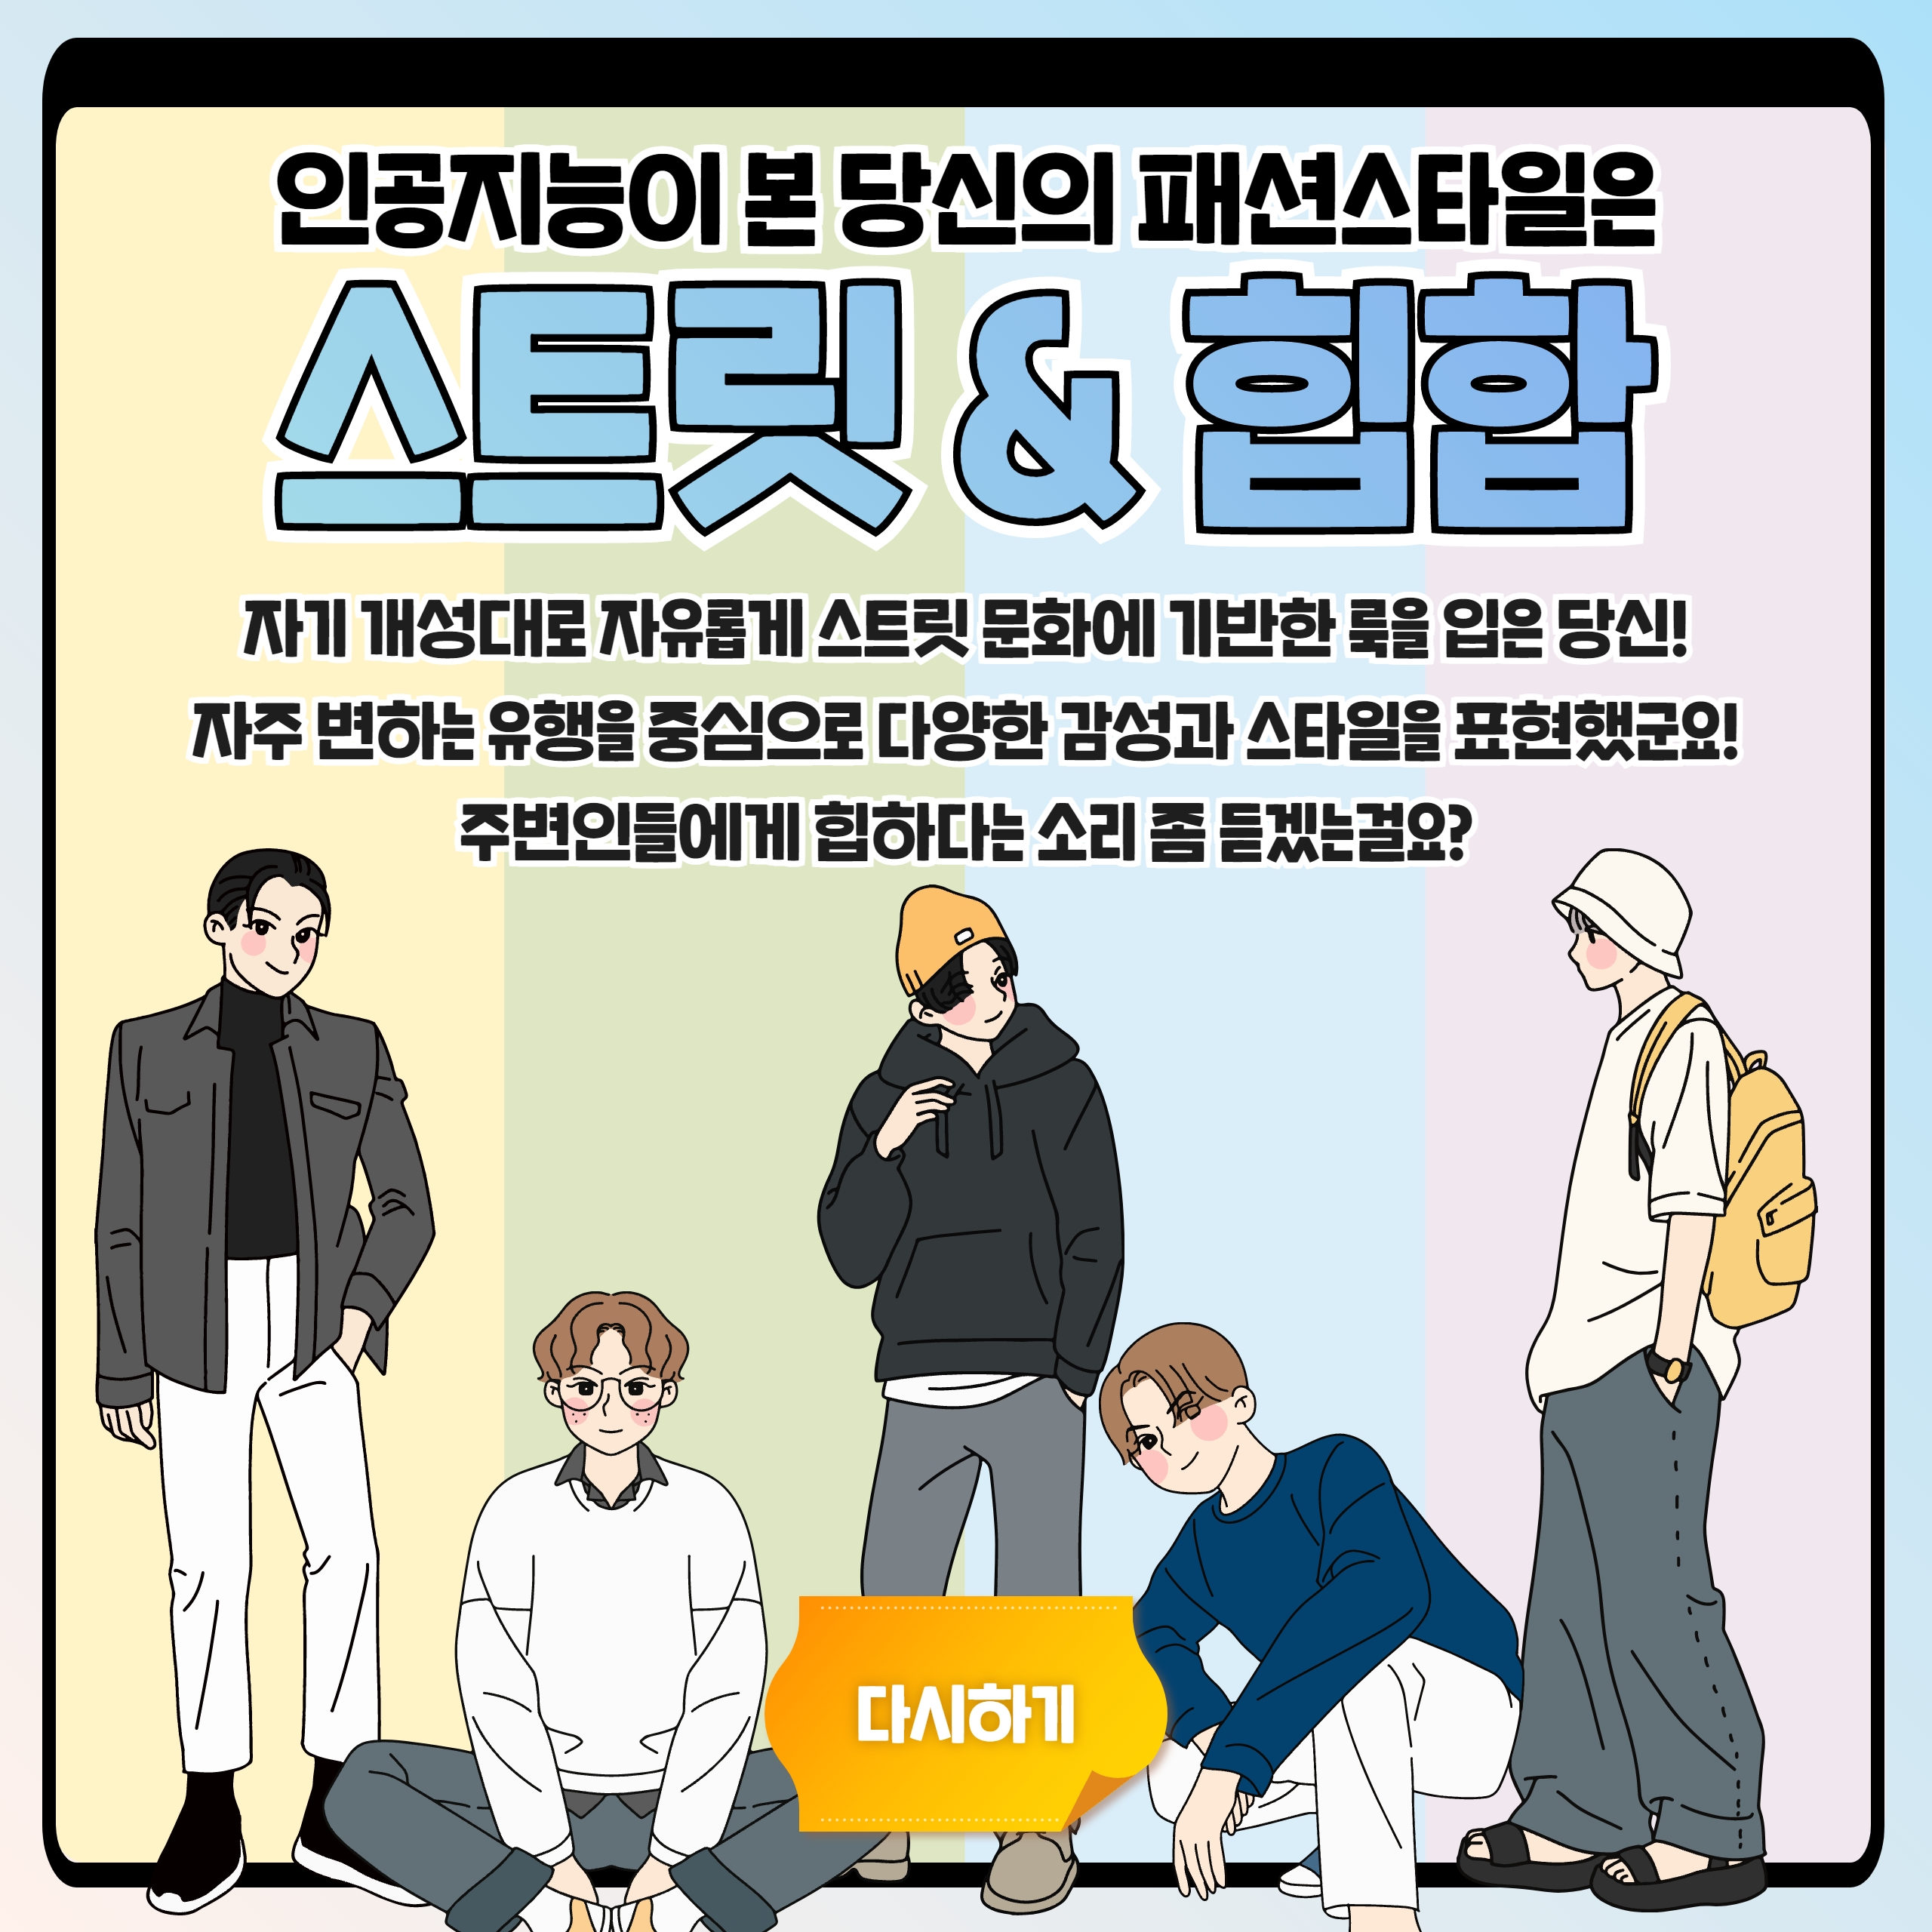 인공지능이 본 당신의 패션스타일은
스트릿 & 힙합
자기 개성대로 자유롭게 스트릿 문화에 기반한 룩을 입은 당신!
자주 변하는 유행을 중심으로 다양한 감성과 스타일을 표현했군요!
주변인들에게 힙하다는 소리 좀 듣겠는걸요?
다시하기